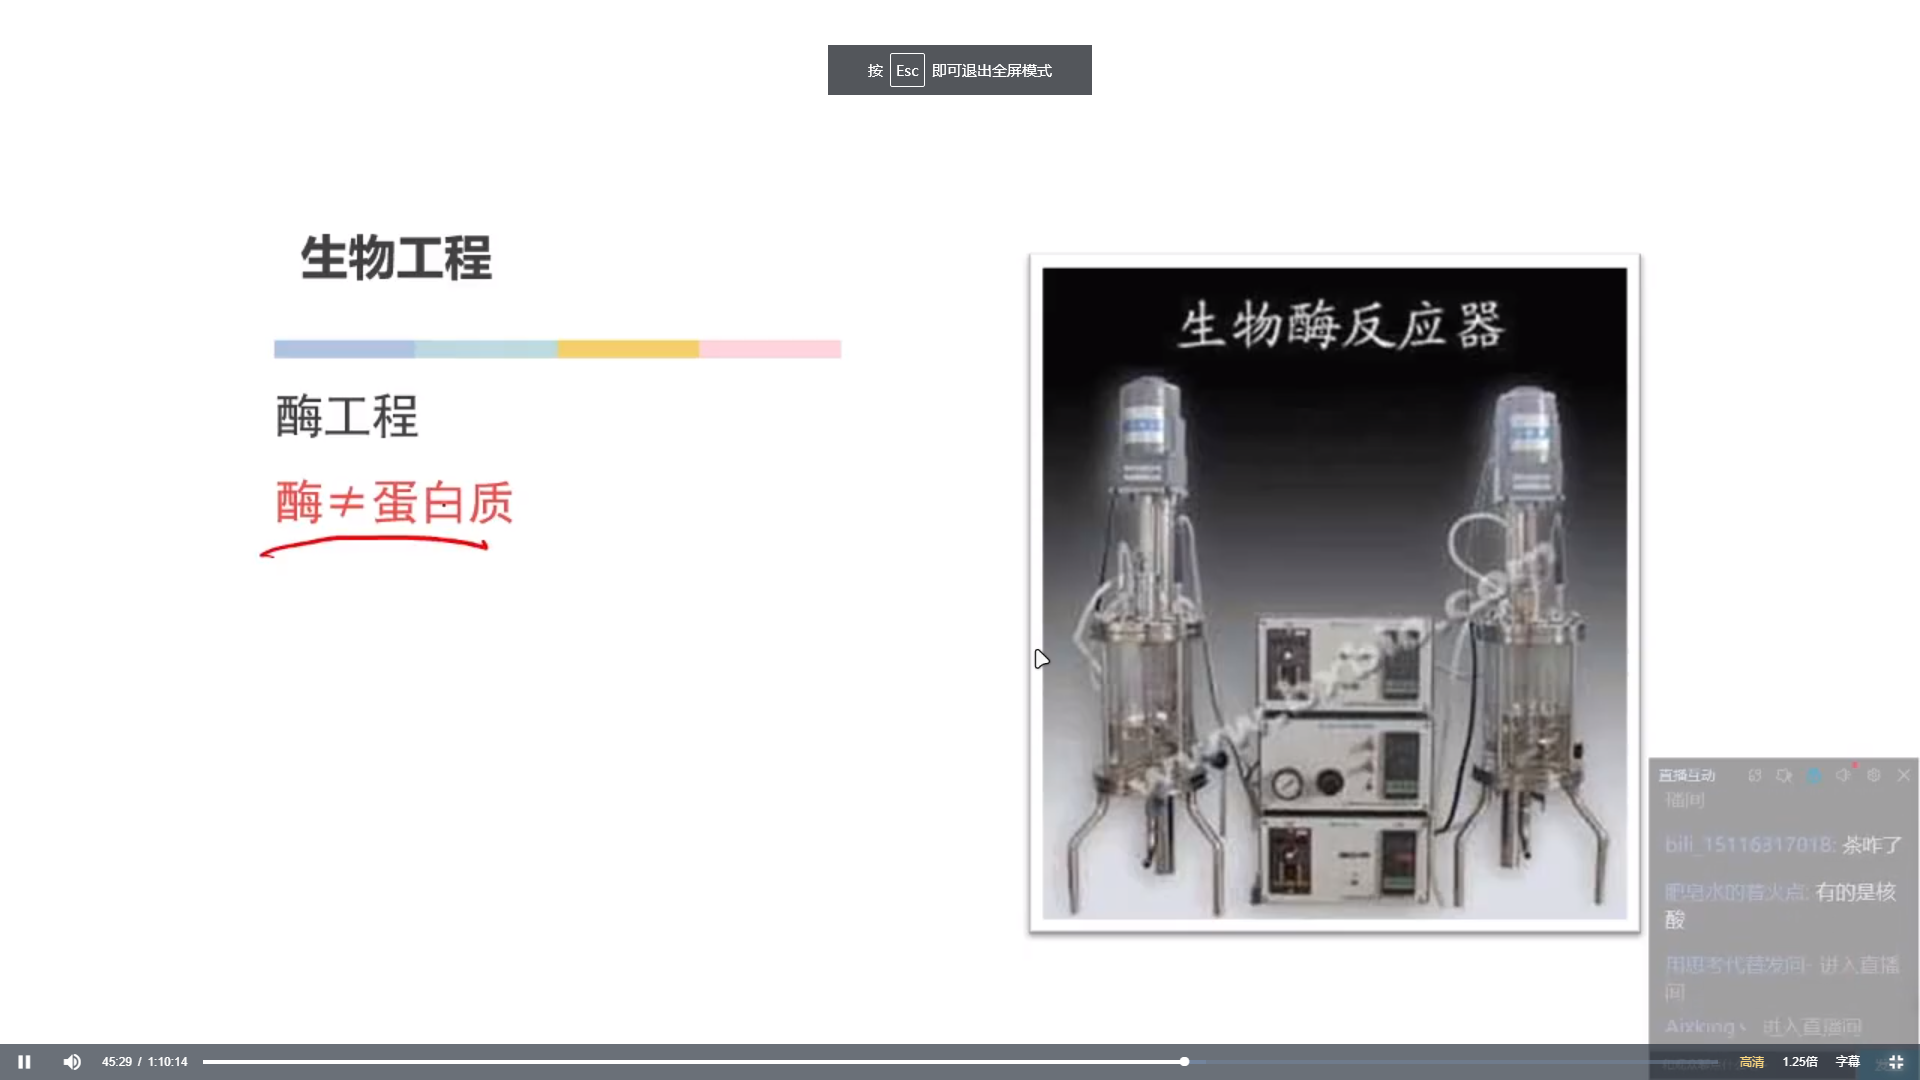 按 Esc 即可退出全屏模式
生物工程
酶工程
酶≠蛋白质
生物酶反应器
直播互动
播间
bili_15116317018: 茶咋了
肥皂水的着火点: 有的是核
酸
用思考代替发问 进入直播
间
进入直播间
45:29 / 1:10:14
高清 1.25倍 字幕